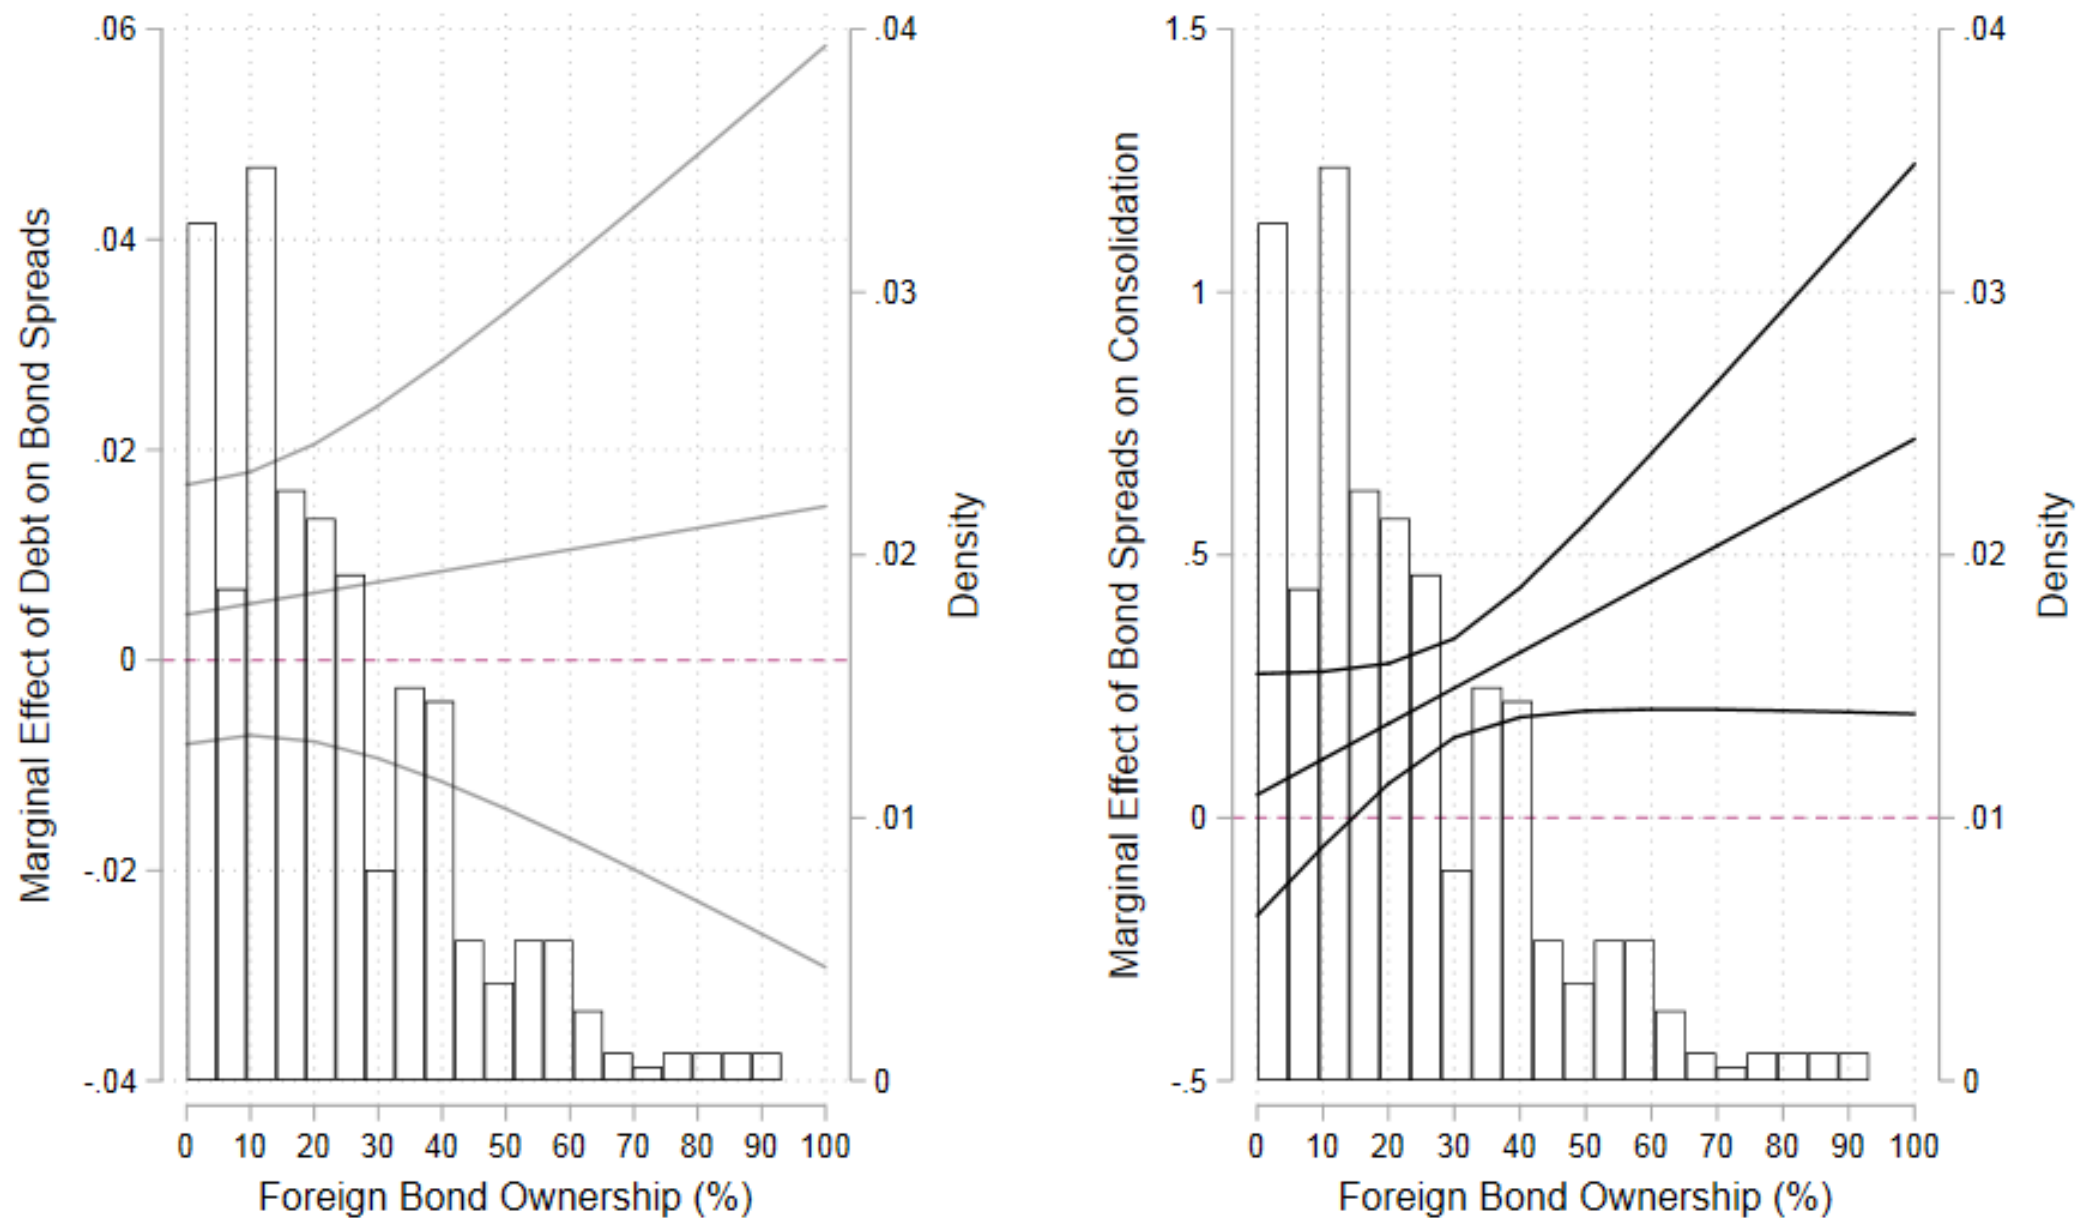 Marginal Effect of Debt on Bond Spreads
.06
.04
.02
0
-.02
-.04
.04
.03
.02
.01
0
Density
0 10 20 30 40 50 60 70 80 90 100
Foreign Bond Ownership (%)
Marginal Effect of Bond Spreads on Consolidation
1.5
1
.5
0
-.5
.04
.03
.02
.01
0
Density
0 10 20 30 40 50 60 70 80 90 100
Foreign Bond Ownership (%)